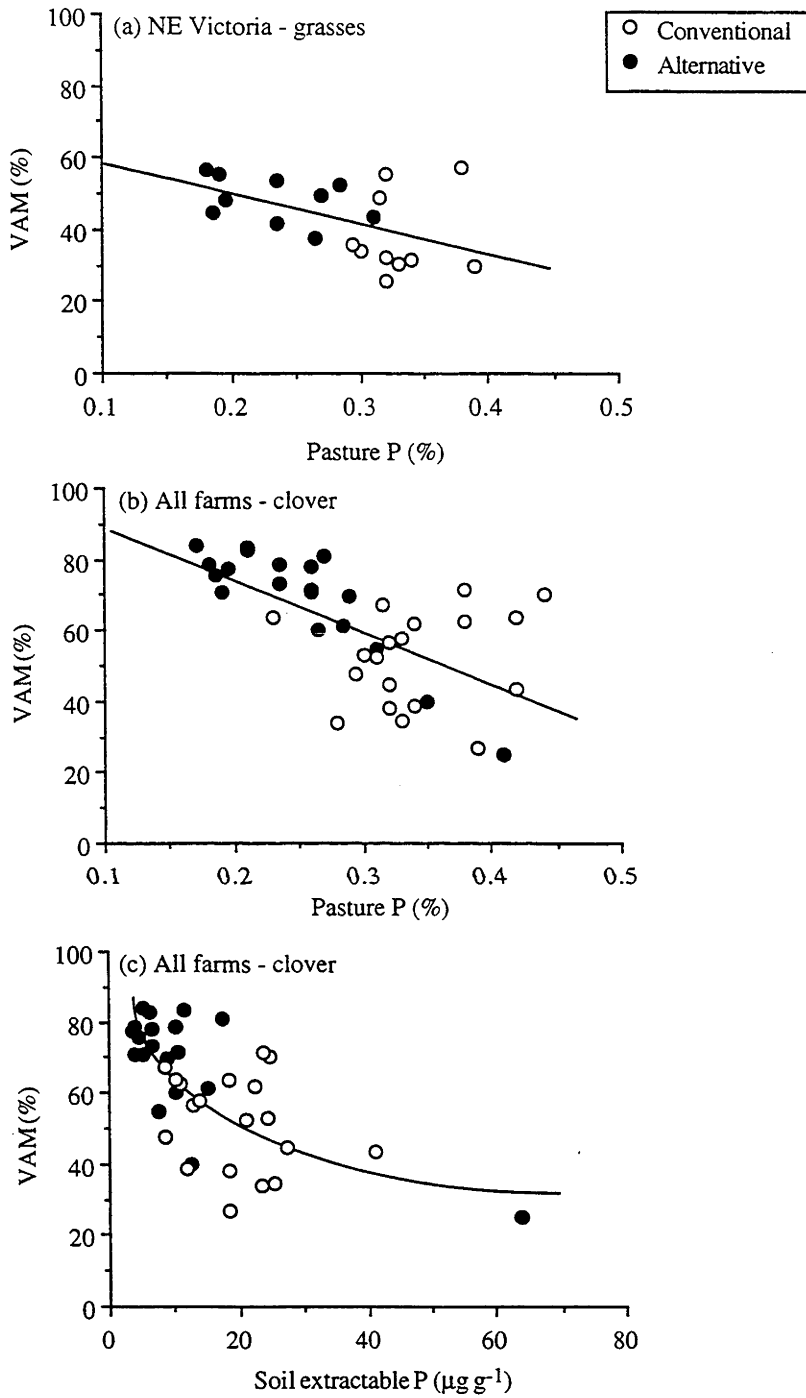 (a) NE Victoria - grasses
Conventional
Alternative
100
80
60
40
20
0
VAM (%)
0.1 0.2 0.3 0.4 0.5
Pasture P (%)
(b) All farms - clover
100
80
60
40
20
0
VAM (%)
0.1 0.2 0.3 0.4 0.5
Pasture P (%)
(c) All farms - clover
100
80
60
40
20
0
VAM (%)
0 20 40 60 80
Soil extractable P (µg g⁻¹)